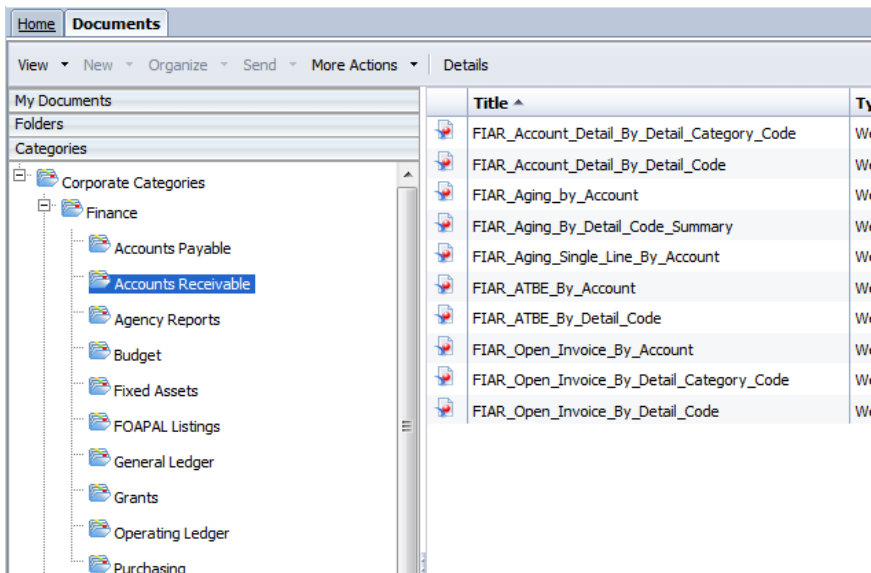 Home Documents
View New Organize Send More Actions Details
My Documents
Folders
Categories
Corporate Categories
Finance
Accounts Payable
Accounts Receivable
Agency Reports
Budget
Fixed Assets
FOAPAL Listings
General Ledger
Grants
Operating Ledger
Purchasing
Title
FIAR_Account_Detail_By_Detail_Category_Code
FIAR_Account_Detail_By_Detail_Code
FIAR_Aging_by_Account
FIAR_Aging_By_Detail_Code_Summary
FIAR_Aging_Single_Line_By_Account
FIAR_ATBE_By_Account
FIAR_ATBE_By_Detail_Code
FIAR_Open_Invoice_By_Account
FIAR_Open_Invoice_By_Detail_Category_Code
FIAR_Open_Invoice_By_Detail_Code